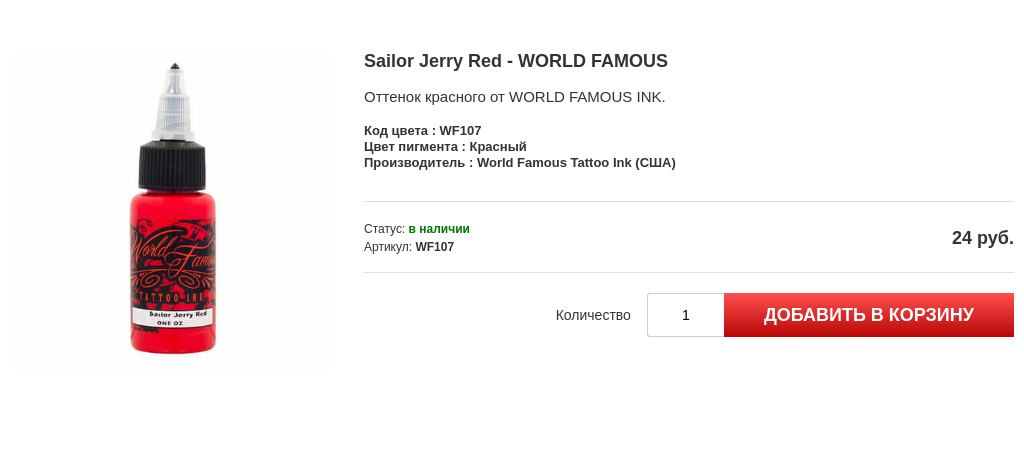 Sailor Jerry Red - WORLD FAMOUS
Оттенок красного от WORLD FAMOUS INK.
Код цвета : WF107
Цвет пигмента : Красный
Производитель : World Famous Tattoo Ink (США)
Статус: в наличии
Артикул: WF107
24 руб.
Количество
1
ДОБАВИТЬ В КОРЗИНУ
World
Famous
TATTOO INK
Sailor Jerry Red
ONE OZ